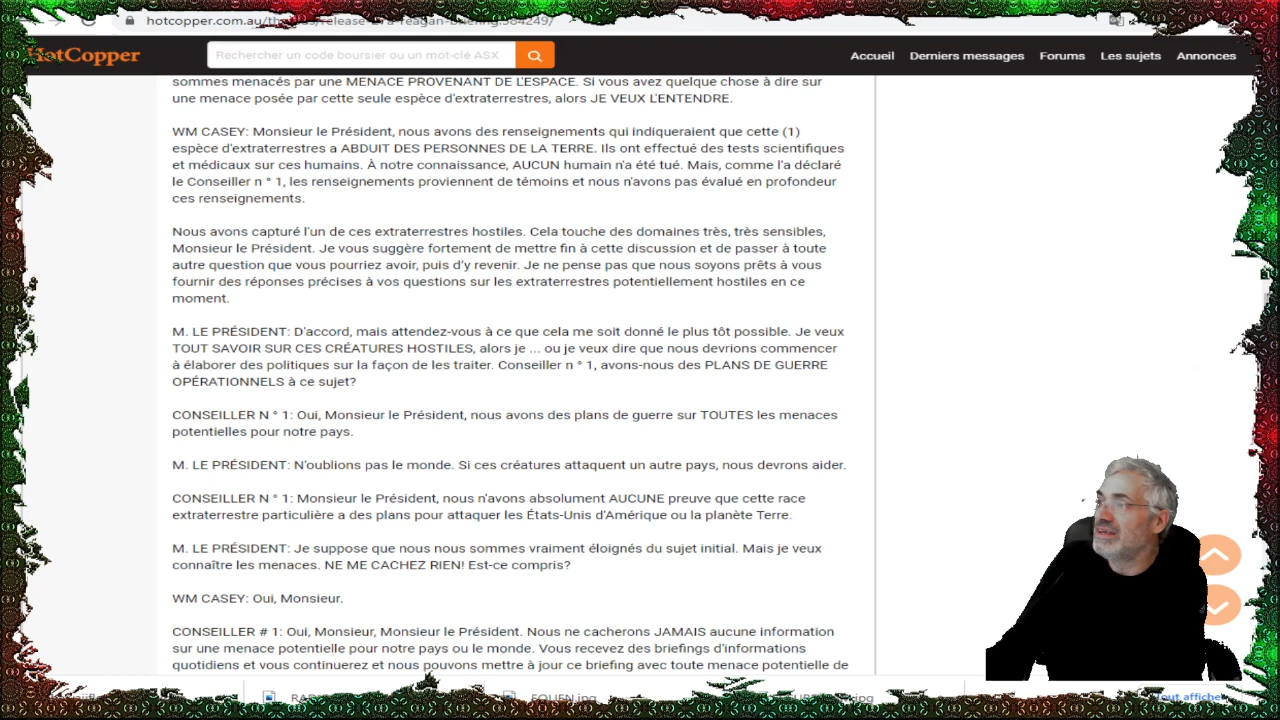 hotcopper.com.au/
HotCopper
Rechercher un code boursier ou un mot-clé ASX
Accueil
Derniers messages
Forums
Les sujets
Annonces
sommes menacés par une MENACE PROVENANT DE L'ESPACE. Si vous avez quelque chose à dire sur
une menace posée par cette seule espèce d'extraterrestres, alors JE VEUX L'ENTENDRE.
WM CASEY: Monsieur le Président, nous avons des renseignements qui indiqueraient que cette (1)
espèce d'extraterrestres a ABDUIT DES PERSONNES DE LA TERRE. Ils ont effectué des tests scientifiques
et médicaux sur ces humains. À notre connaissance, AUCUN humain n'a été tué. Mais, comme l'a déclaré
le Conseiller n ° 1, les renseignements proviennent de témoins et nous n'avons pas évalué en profondeur
ces renseignements.
Nous avons capturé l'un de ces extraterrestres hostiles. Cela touche des domaines très, très sensibles,
Monsieur le Président. Je vous suggère fortement de mettre fin à cette discussion et de passer à toute
autre question que vous pourriez avoir, puis d'y revenir. Je ne pense pas que nous soyons prêts à vous
fournir des réponses précises à vos questions sur les extraterrestres potentiellement hostiles en ce
moment.
M. LE PRÉSIDENT: D'accord, mais attendez-vous à ce que cela me soit donné le plus tôt possible. Je veux
TOUT SAVOIR SUR CES CRÉATURES HOSTILES, alors je ... ou je veux dire que nous devrions commencer
à élaborer des politiques sur la façon de les traiter. Conseiller n ° 1, avons-nous des PLANS DE GUERRE
OPÉRATIONNELS à ce sujet?
CONSEILLER N ° 1: Oui, Monsieur le Président, nous avons des plans de guerre sur TOUTES les menaces
potentielles pour notre pays.
M. LE PRÉSIDENT: N'oublions pas le monde. Si ces créatures attaquent un autre pays, nous devrons aider.
CONSEILLER N ° 1: Monsieur le Président, nous n'avons absolument AUCUNE preuve que cette race
extraterrestre particulière a des plans pour attaquer les États-Unis d'Amérique ou la planète Terre.
M. LE PRÉSIDENT: Je suppose que nous nous sommes vraiment éloignés du sujet initial. Mais je veux
connaître les menaces. NE ME CACHEZ RIEN! Est-ce compris?
WM CASEY: Oui, Monsieur.
CONSEILLER # 1: Oui, Monsieur, Monsieur le Président. Nous ne cacherons JAMAIS aucune information
sur une menace potentielle pour notre pays ou le monde. Vous recevez des briefings d'informations
quotidiens et vous continuerez et nous pouvons mettre à jour ce briefing avec toute menace potentielle de